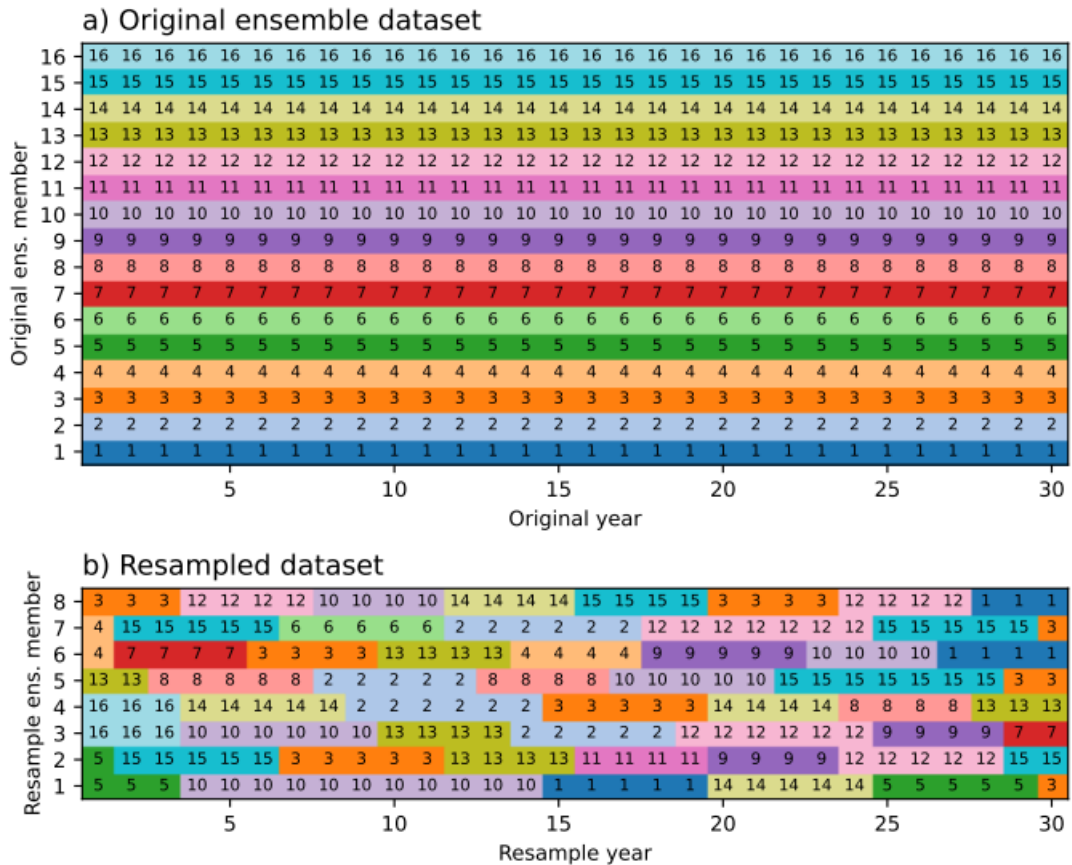 a) Original ensemble dataset
Original ens. member
16 16 16 16 16 16 16 16 16 16 16 16 16 16 16 16 16 16 16 16 16 16 16 16 16 16 16 16 16 16 16
15 15 15 15 15 15 15 15 15 15 15 15 15 15 15 15 15 15 15 15 15 15 15 15 15 15 15 15 15 15 15
14 14 14 14 14 14 14 14 14 14 14 14 14 14 14 14 14 14 14 14 14 14 14 14 14 14 14 14 14 14 14
13 13 13 13 13 13 13 13 13 13 13 13 13 13 13 13 13 13 13 13 13 13 13 13 13 13 13 13 13 13 13
12 12 12 12 12 12 12 12 12 12 12 12 12 12 12 12 12 12 12 12 12 12 12 12 12 12 12 12 12 12 12
11 11 11 11 11 11 11 11 11 11 11 11 11 11 11 11 11 11 11 11 11 11 11 11 11 11 11 11 11 11 11
10 10 10 10 10 10 10 10 10 10 10 10 10 10 10 10 10 10 10 10 10 10 10 10 10 10 10 10 10 10 10
9 9 9 9 9 9 9 9 9 9 9 9 9 9 9 9 9 9 9 9 9 9 9 9 9 9 9 9 9 9 9
8 8 8 8 8 8 8 8 8 8 8 8 8 8 8 8 8 8 8 8 8 8 8 8 8 8 8 8 8 8 8
7 7 7 7 7 7 7 7 7 7 7 7 7 7 7 7 7 7 7 7 7 7 7 7 7 7 7 7 7 7 7
6 6 6 6 6 6 6 6 6 6 6 6 6 6 6 6 6 6 6 6 6 6 6 6 6 6 6 6 6 6 6
5 5 5 5 5 5 5 5 5 5 5 5 5 5 5 5 5 5 5 5 5 5 5 5 5 5 5 5 5 5 5
4 4 4 4 4 4 4 4 4 4 4 4 4 4 4 4 4 4 4 4 4 4 4 4 4 4 4 4 4 4 4
3 3 3 3 3 3 3 3 3 3 3 3 3 3 3 3 3 3 3 3 3 3 3 3 3 3 3 3 3 3 3
2 2 2 2 2 2 2 2 2 2 2 2 2 2 2 2 2 2 2 2 2 2 2 2 2 2 2 2 2 2 2
1 1 1 1 1 1 1 1 1 1 1 1 1 1 1 1 1 1 1 1 1 1 1 1 1 1 1 1 1 1 1
5 10 15 20 25 30
Original year
b) Resampled dataset
Resample ens. member
8 3 3 3 12 12 12 12 10 10 10 10 14 14 14 14 15 15 15 15 3 3 3 3 12 12 12 12 1 1 1
7 4 15 15 15 15 15 6 6 6 6 6 2 2 2 2 2 2 12 12 12 12 12 12 12 15 15 15 15 15 3
6 4 7 7 7 7 3 3 3 3 13 13 13 13 4 4 4 4 9 9 9 9 9 10 10 10 10 1 1 1 1
5 13 13 8 8 8 8 8 2 2 2 2 2 8 8 8 8 10 10 10 10 10 15 15 15 15 15 15 15 3 3
4 16 16 16 14 14 14 14 14 2 2 2 2 2 2 3 3 3 3 3 14 14 14 14 8 8 8 8 13 13 13
3 16 16 16 10 10 10 10 10 10 13 13 13 13 2 2 2 2 2 12 12 12 12 12 12 9 9 9 9 7 7
2 5 15 15 15 15 15 3 3 3 3 3 13 13 13 13 11 11 11 11 9 9 9 9 12 12 12 12 12 15 15
1 5 5 5 10 10 10 10 10 10 10 10 10 10 10 1 1 1 1 1 14 14 14 14 14 5 5 5 5 5 3
5 10 15 20 25 30
Resample year